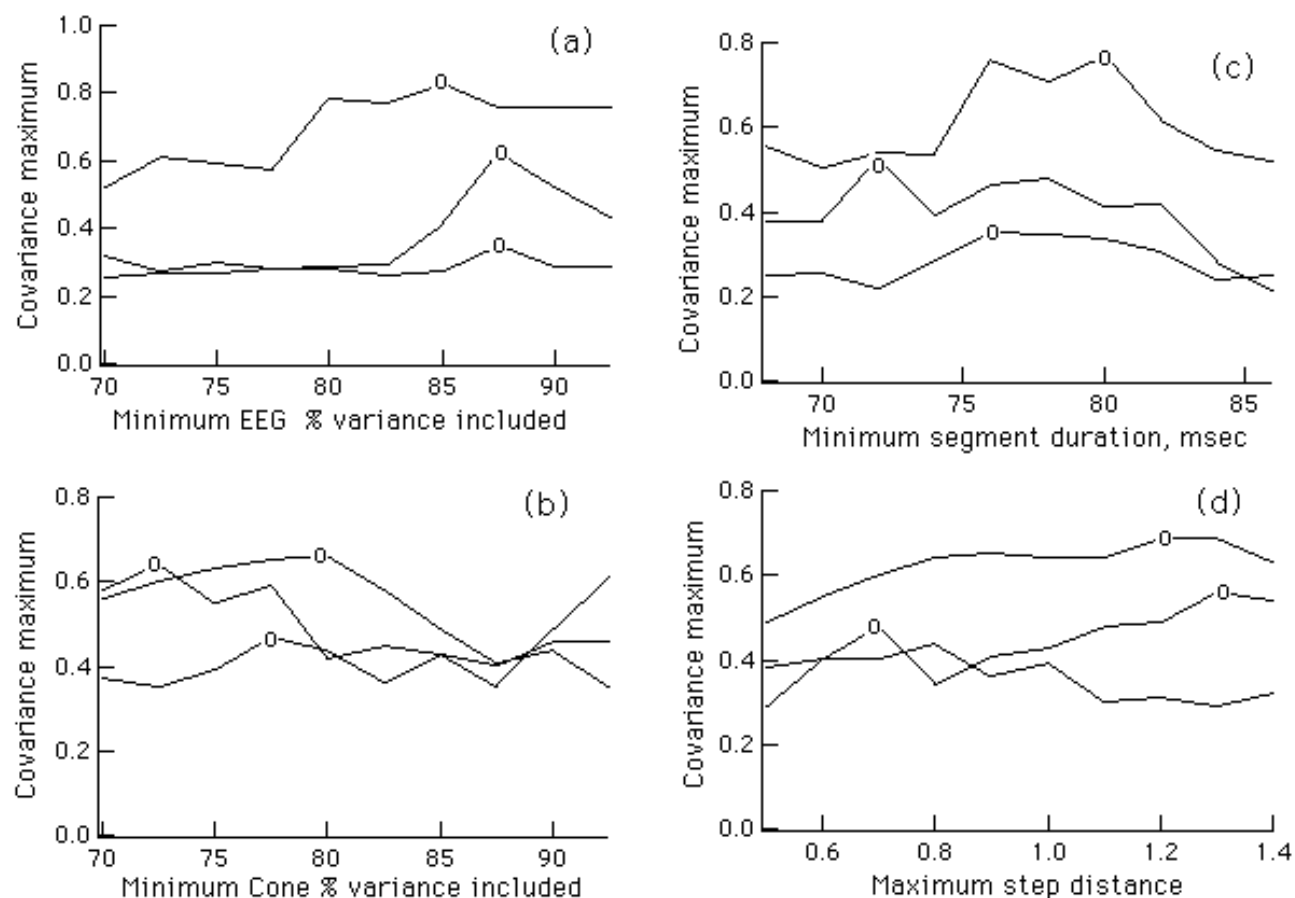 (a)
Covariance maximum
1.0
0.8
0.6
0.4
0.2
0.0
0
0
0
70 75 80 85 90
Minimum EEG % variance included
(c)
Covariance maximum
0.8
0.6
0.4
0.2
0.0
0
0
0
70 75 80 85
Minimum segment duration, msec
(b)
Covariance maximum
0.8
0.6
0.4
0.2
0.0
0
0
0
70 75 80 85 90
Minimum Cone % variance included
(d)
Covariance maximum
0.8
0.6
0.4
0.2
0.0
0
0
0
0.6 0.8 1.0 1.2 1.4
Maximum step distance